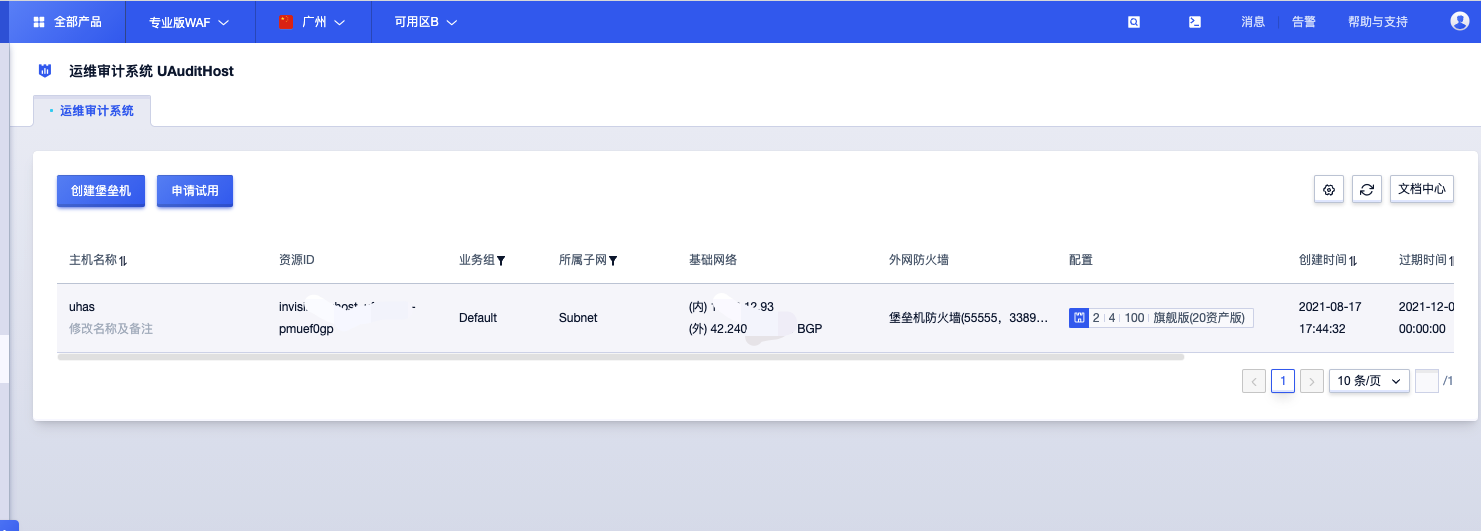 全部产品 专业版WAF 广州 可用区B 消息 告警 帮助与支持
运维审计系统 UAuditHost
运维审计系统
创建堡垒机 申请试用 文档中心
主机名称 资源ID 业务组 所属子网 基础网络 外网防火墙 配置 创建时间 过期时间
uhas
修改名称及备注
pmuef0gp
Default
Subnet
(内) 12.93
(外) 42.240 BGP
堡垒机防火墙(55555，3389...
2 4 100 旗舰版(20资产版)
2021-08-17
17:44:32
2021-12-0
00:00:00
1 10 条/页 /1